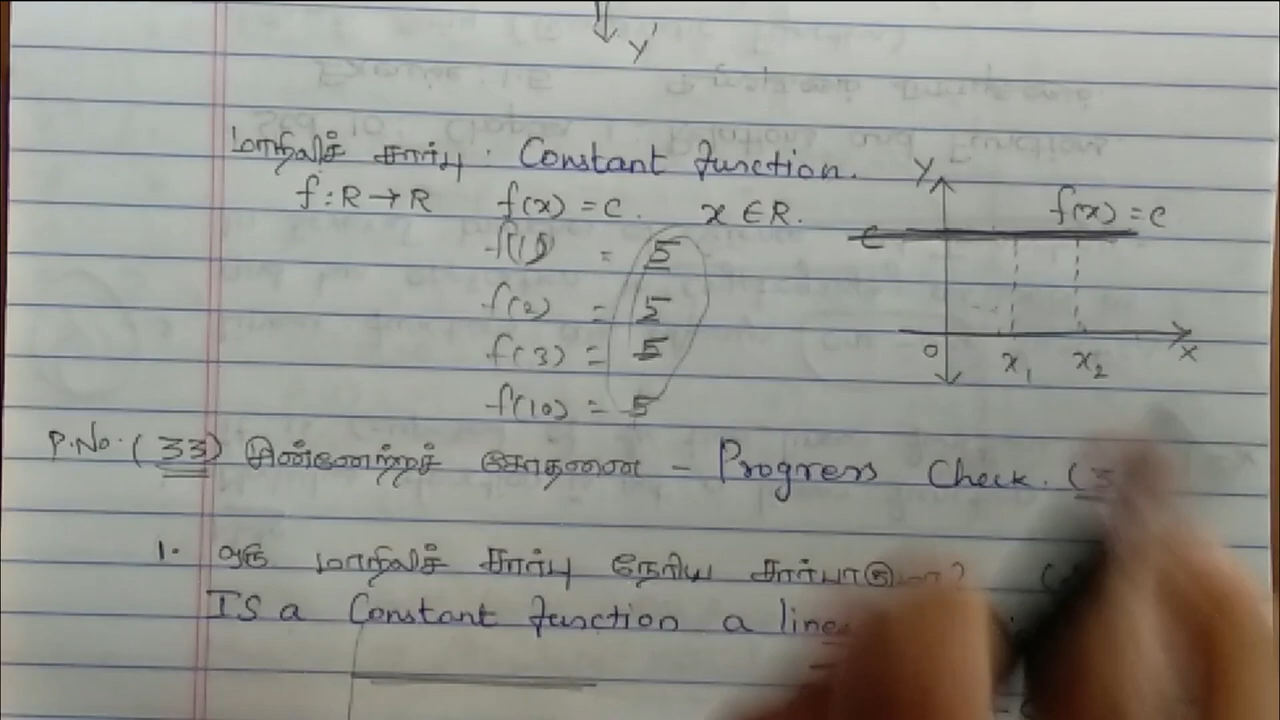 Y'
மாறிலிச் சார்பு. Constant function.
f : R → R f(x) = C. x ∈ R.
f(1) = 5
f(2) = 5
f(3) = 5
f(10) = 5
Y
f(x) = C
C
0 x₁ x₂ X
P.No. (33) முன்னேற்றச் சோதனை - Progress Check. (3
1. ஒரு மாறிலிச் சார்பு நேரிய சார்பாகுமா?
Is a Constant function a